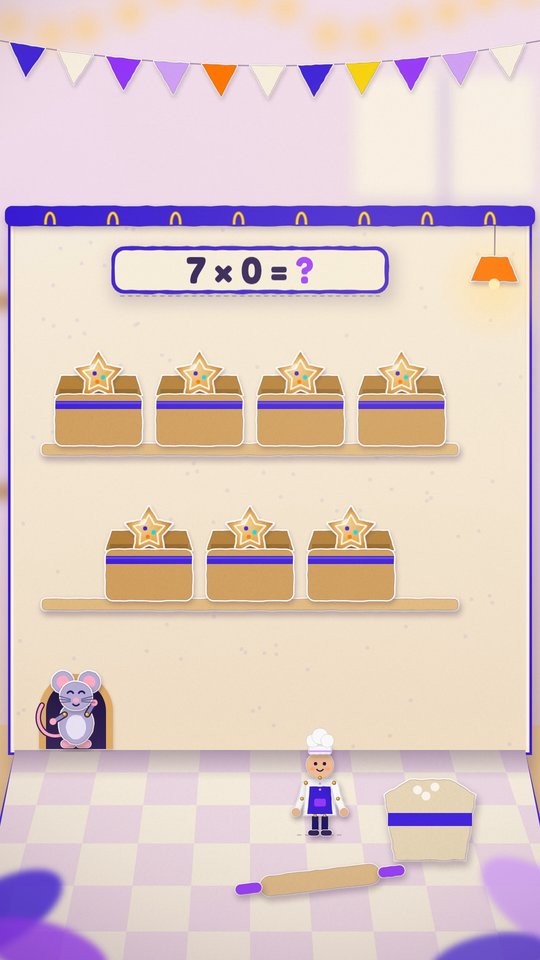 7 × 0 = ?